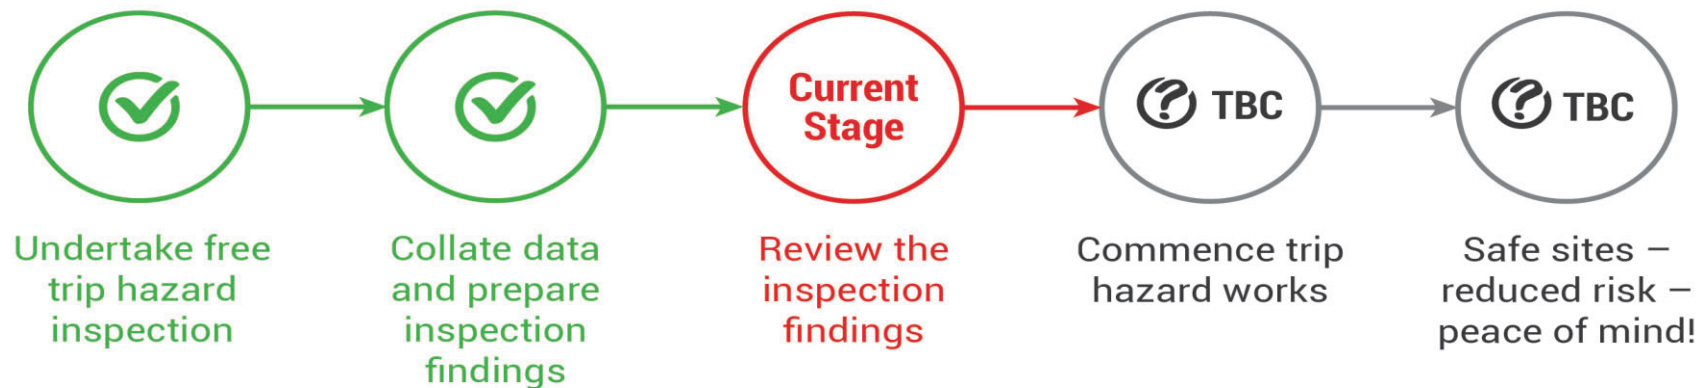 Current
Stage
TBC
TBC
Undertake free
trip hazard
inspection
Collate data
and prepare
inspection
findings
Review the
inspection
findings
Commence trip
hazard works
Safe sites –
reduced risk –
peace of mind!